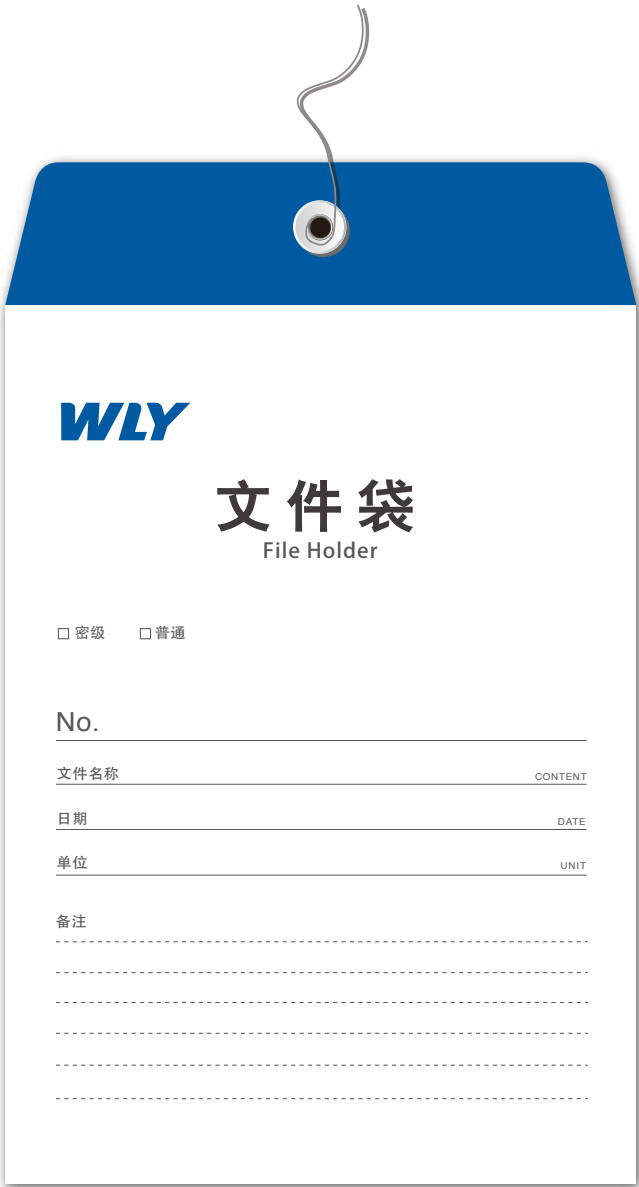 WLY
文件袋
File Holder
□ 密级 □ 普通
No.
文件名称 CONTENT
日期 DATE
单位 UNIT
备注